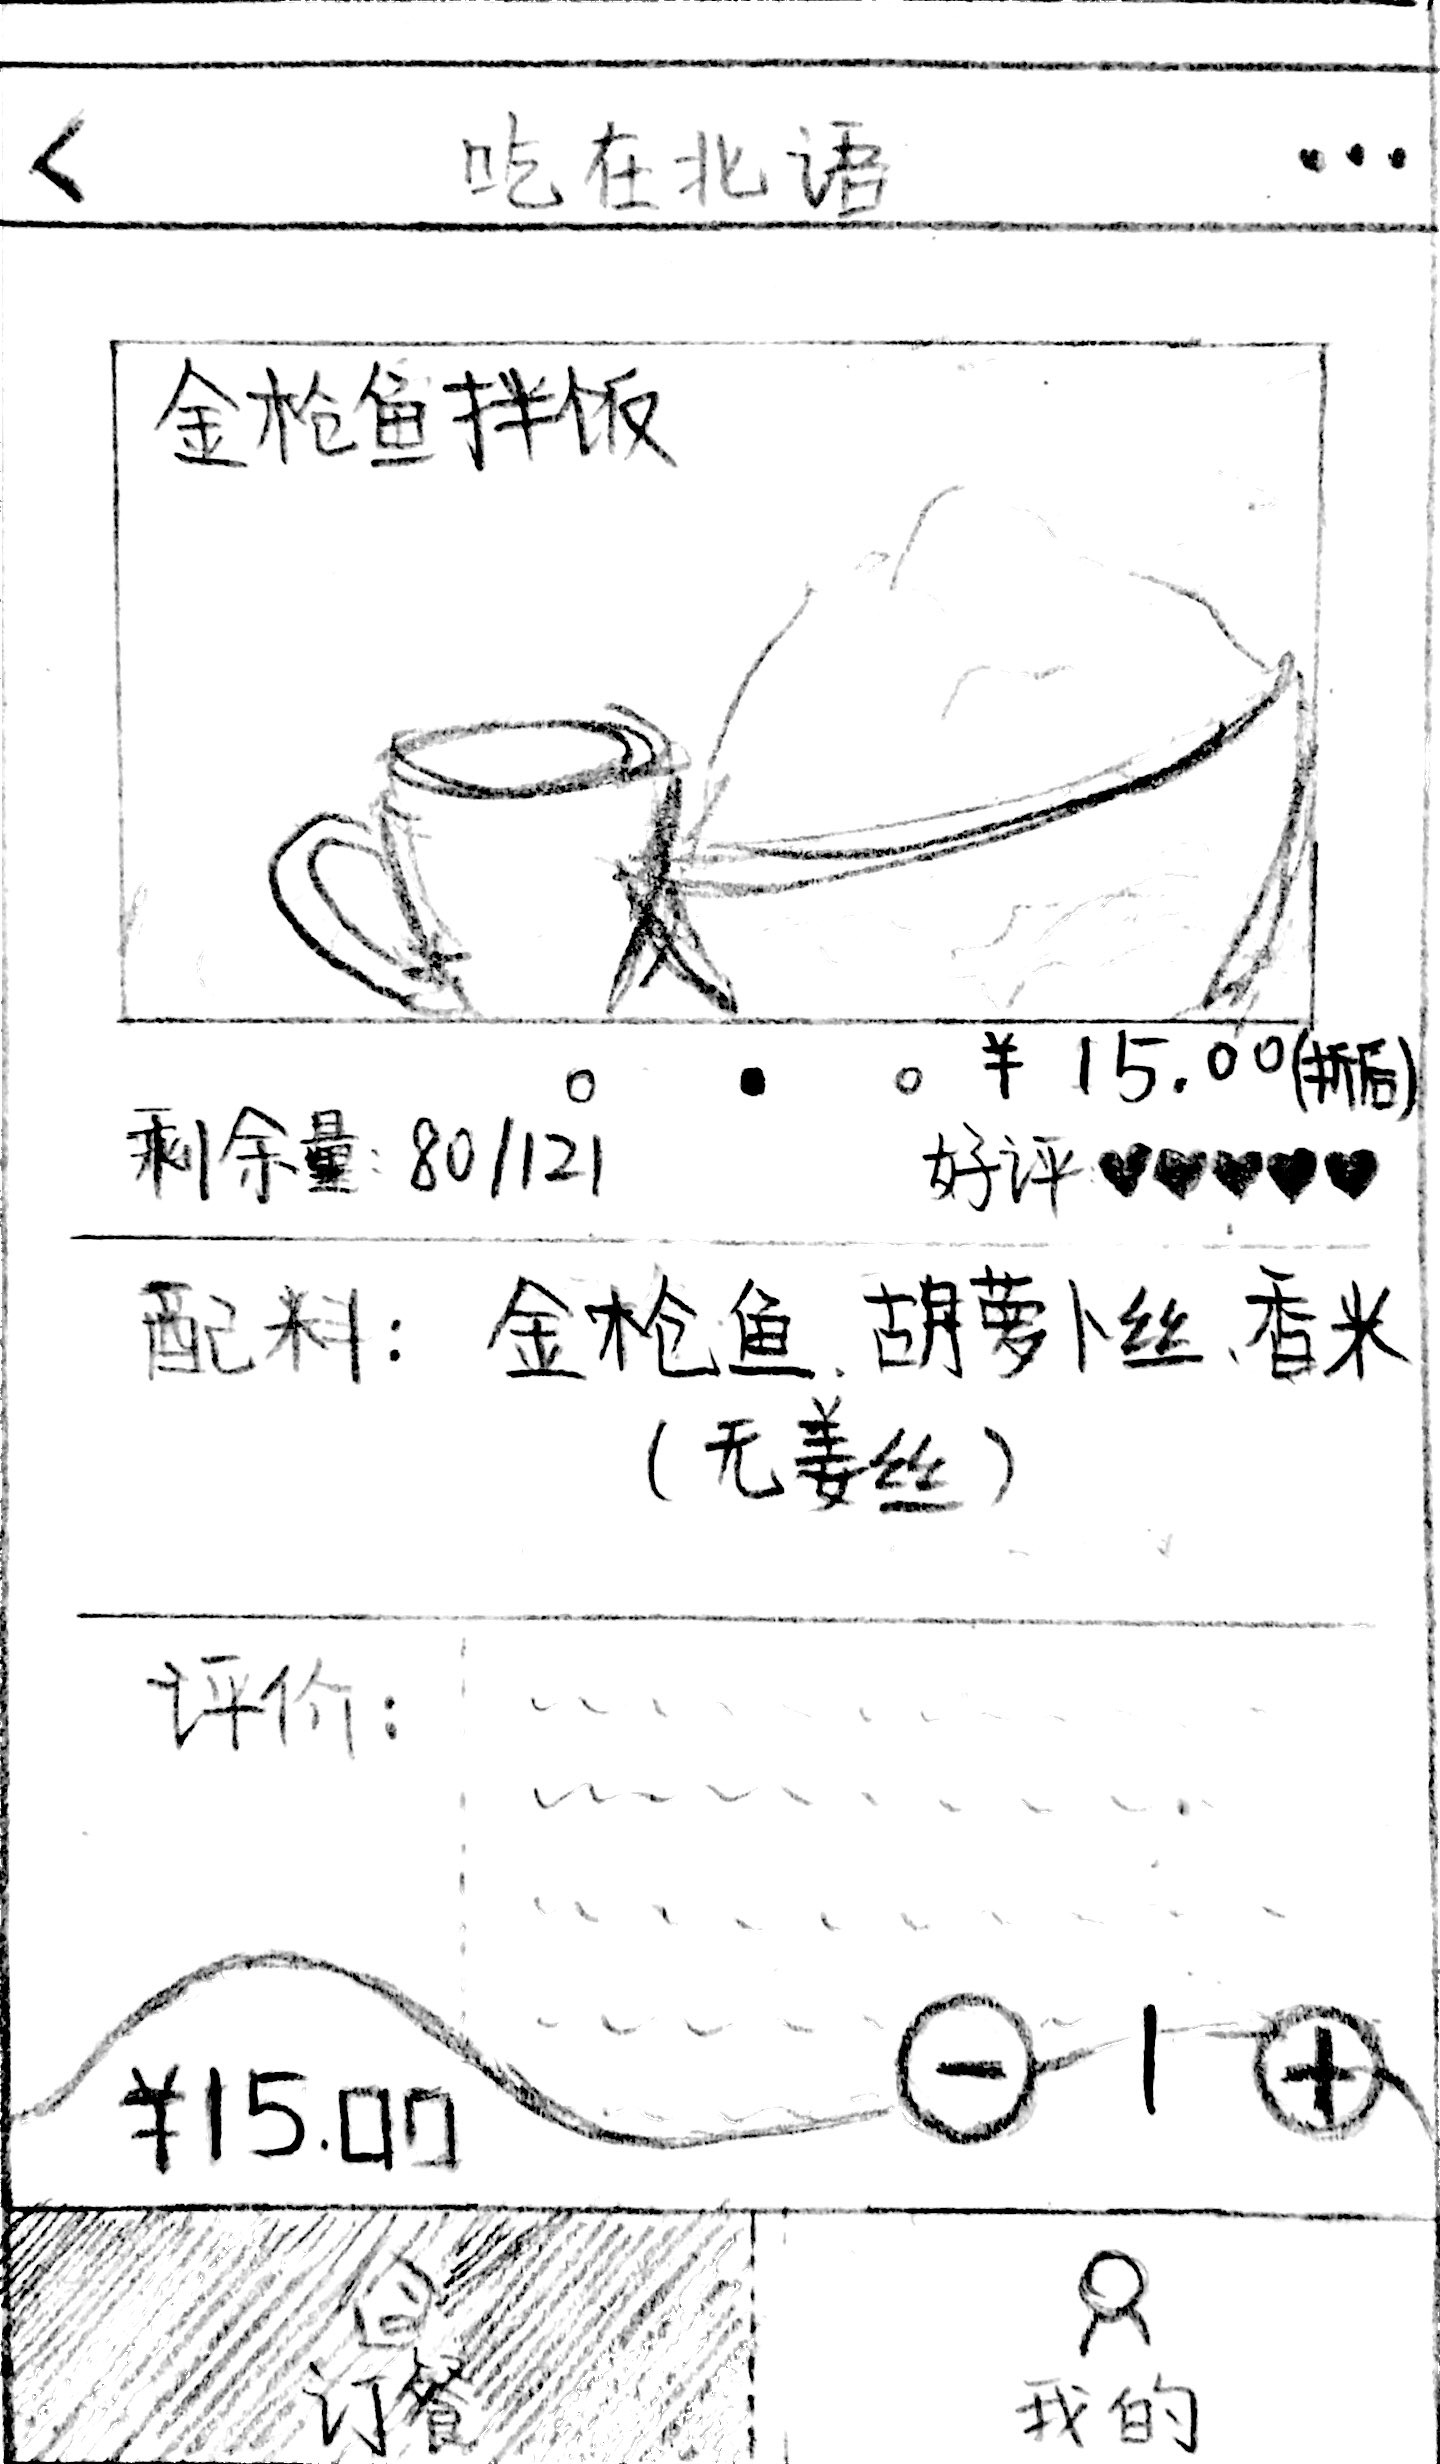 吃在北语
金枪鱼拌饭
¥ 15.00(折后)
剩余量: 80/121
好评:
配料: 金枪鱼、胡萝卜丝、香米
(无姜丝)
评价:
¥15.00
1
订餐
我的